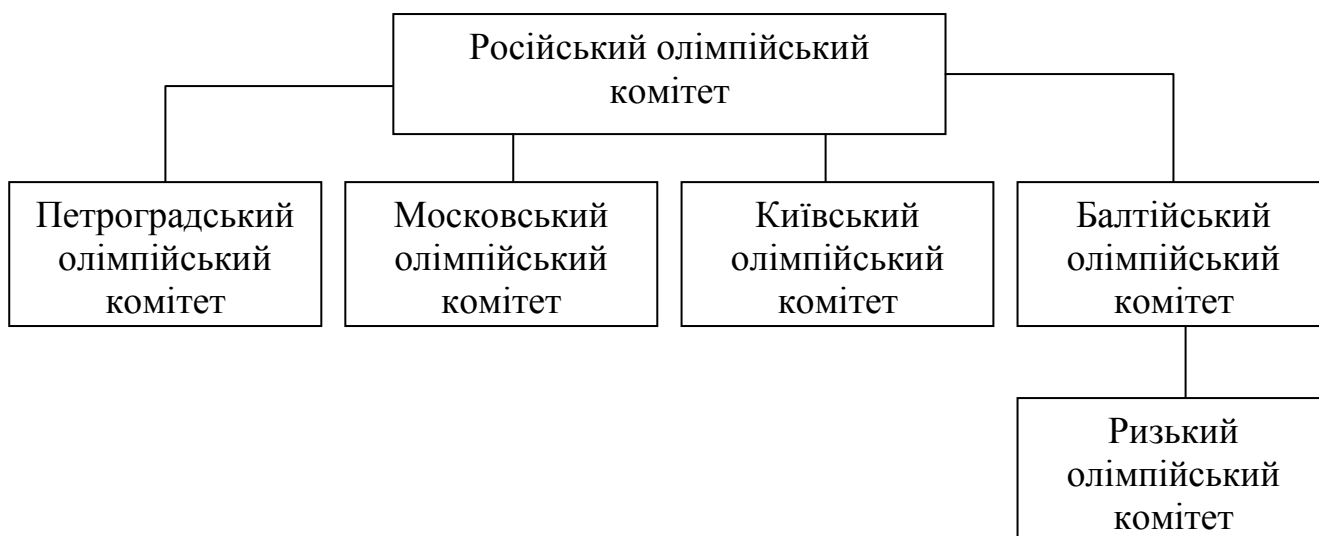 Російський олімпійський
комітет
Петроградський
олімпійський
комітет
Московський
олімпійський
комітет
Київський
олімпійський
комітет
Балтійський
олімпійський
комітет
Ризький
олімпійський
комітет